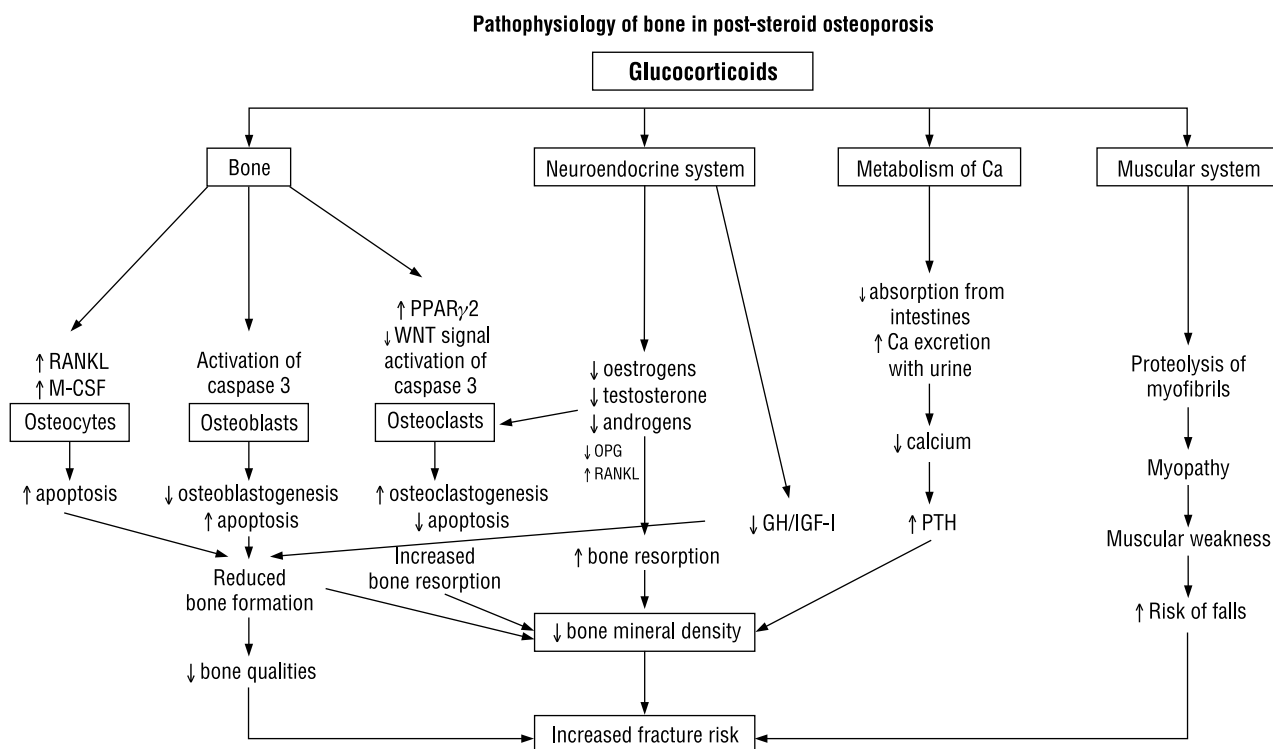 Pathophysiology of bone in post-steroid osteoporosis
Glucocorticoids
Bone
Neuroendocrine system
Metabolism of Ca
Muscular system
↑ RANKL
↑ M-CSF
Osteocytes
↑ apoptosis
Activation of
caspase 3
Osteoblasts
↓ osteoblastogenesis
↑ apoptosis
Reduced
bone formation
↓ bone qualities
↑ PPARγ2
↓ WNT signal
activation of
caspase 3
Osteoclasts
↑ osteoclastogenesis
↓ apoptosis
Increased
bone resorption
↓ oestrogens
↓ testosterone
↓ androgens
↓ OPG
↑ RANKL
↑ bone resorption
↓ GH/IGF-I
↓ absorption from
intestines
↑ Ca excretion
with urine
↓ calcium
↑ PTH
Proteolysis of
myofibrils
Myopathy
Muscular weakness
↑ Risk of falls
↓ bone mineral density
Increased fracture risk